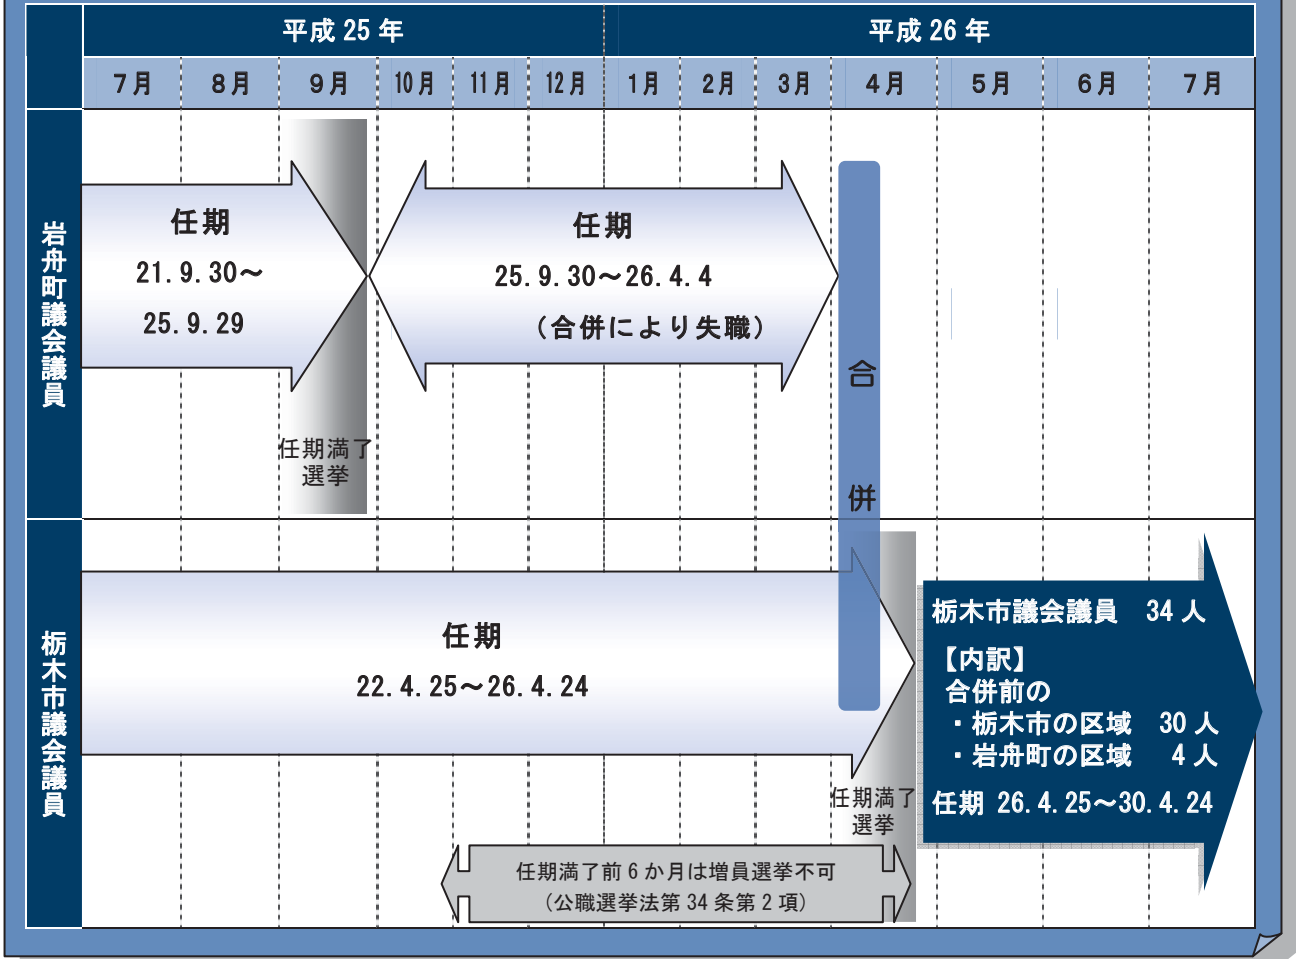 平成 25 年
平成 26 年
7月 8月 9月 10月 11月 12月 1月 2月 3月 4月 5月 6月 7月
岩舟町議会議員
任期
21.9.30～
25.9.29
任期
25.9.30～26.4.4
（合併により失職）
任期満了
選挙
合併
栃木市議会議員
任期
22.4.25～26.4.24
任期満了
選挙
任期満了前 6 か月は増員選挙不可
（公職選挙法第 34 条第 2 項）
栃木市議会議員 34 人
【内訳】
合併前の
・栃木市の区域 30 人
・岩舟町の区域 4 人
任期 26.4.25～30.4.24